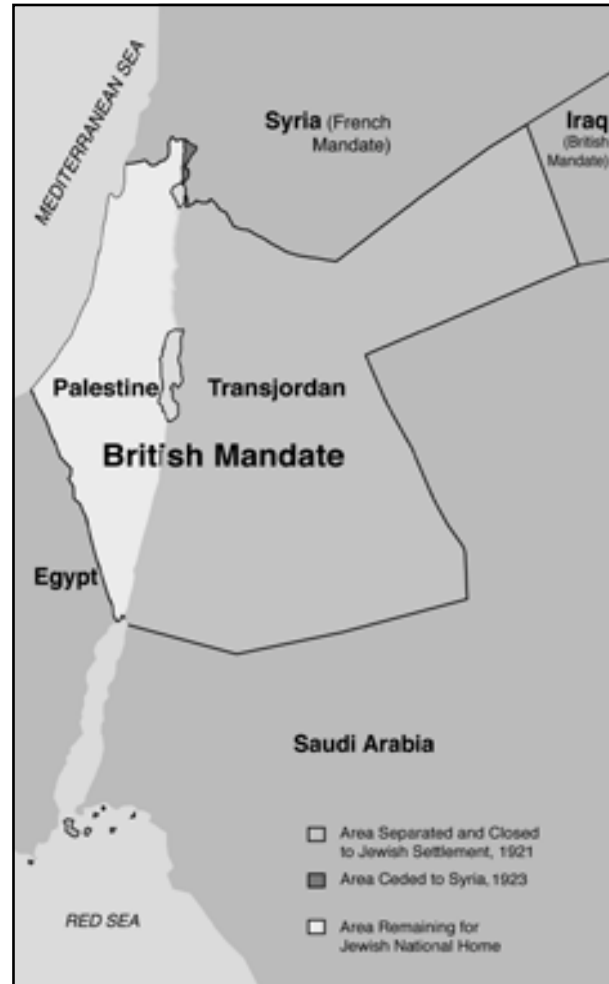 MEDITERRANEAN SEA
Syria (French
Mandate)
Iraq
(British
Mandate)
Palestine
Transjordan
British Mandate
Egypt
Saudi Arabia
Area Separated and Closed
to Jewish Settlement, 1921
Area Ceded to Syria, 1923
RED SEA
Area Remaining for
Jewish National Home